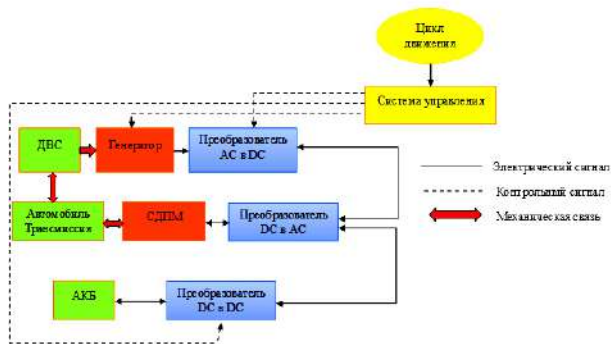 Цикл
движения
Система управления
ДВС
Генератор
Преобразователь
AC в DC
Электрический сигнал
Контрольный сигнал
Механическая связь
Автомобиль
Трансмиссия
СДПМ
Преобразователь
DC в AC
АКБ
Преобразователь
DC в DC